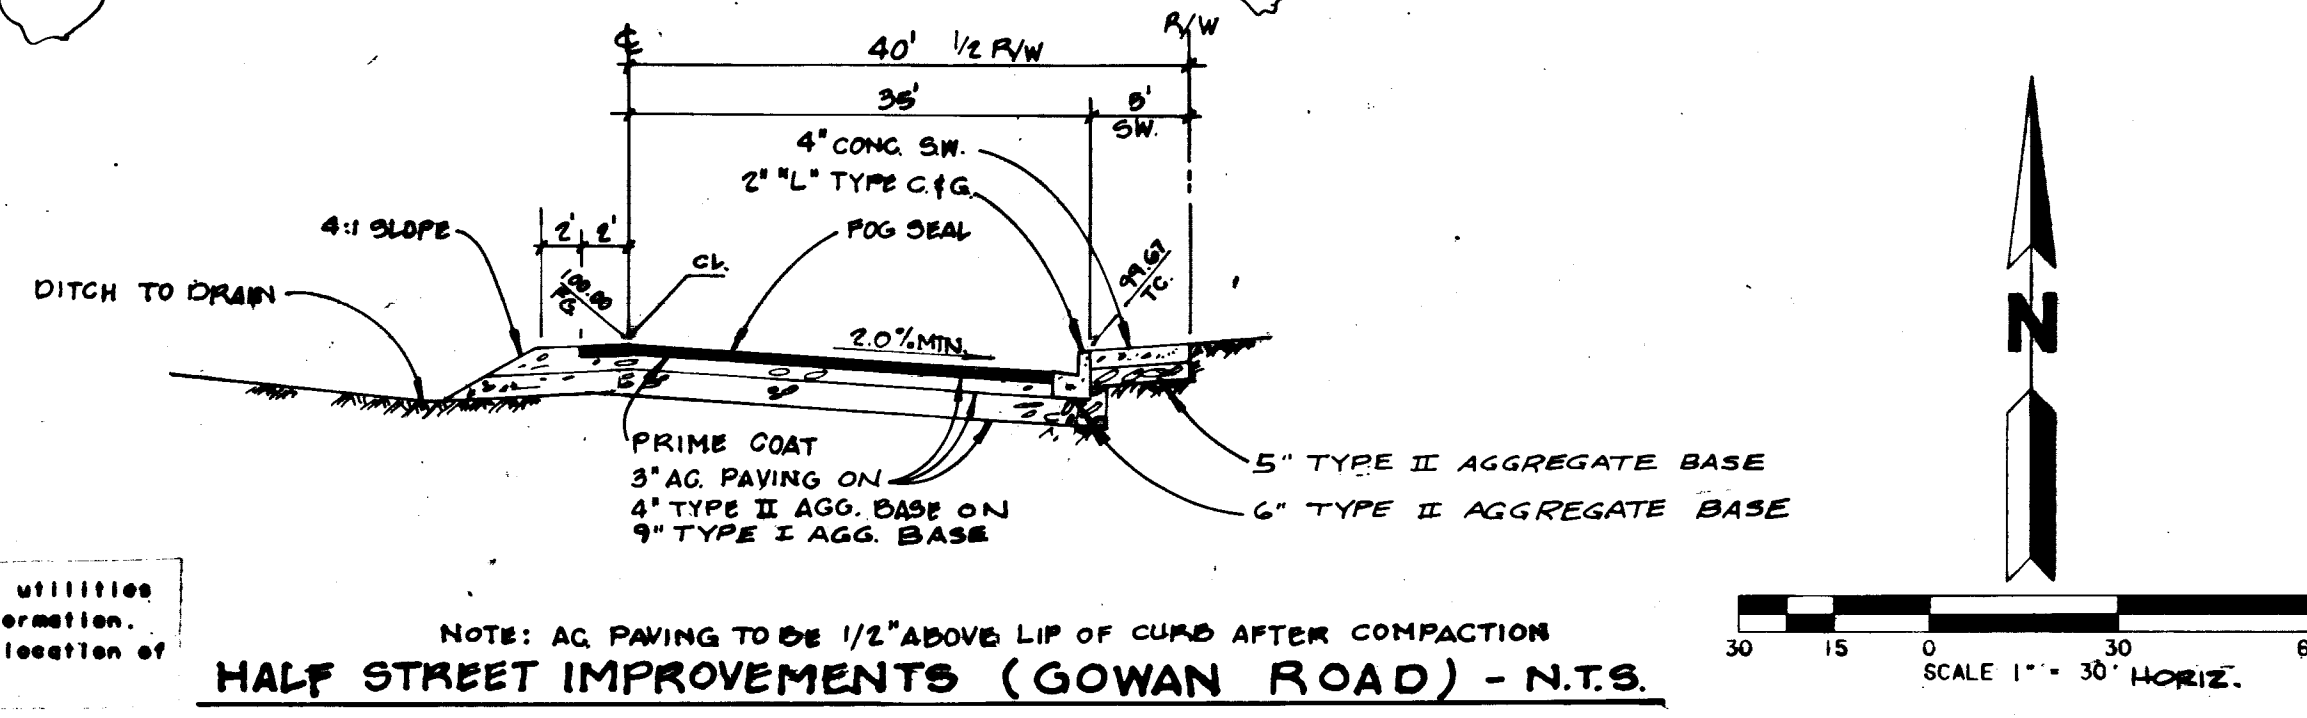 R/W
℄
40' 1/2 R/W
35'
5'
SW.
4" CONC. S.W.
2" "L" TYPE C.&G.
4:1 SLOPE
2'
2'
FOG SEAL
CL.
99.67
TC.
100.00
FG.
DITCH TO DRAIN
2.0% MIN.
PRIME COAT
3" AC. PAVING ON
4" TYPE II AGG. BASE ON
9" TYPE I AGG. BASE
5" TYPE II AGGREGATE BASE
6" TYPE II AGGREGATE BASE
N
utilities
ormation.
location of
NOTE: AC. PAVING TO BE 1/2" ABOVE LIP OF CURB AFTER COMPACTION
HALF STREET IMPROVEMENTS (GOWAN ROAD) - N.T.S.
30 15 0 30 6
SCALE 1" = 30' HORIZ.